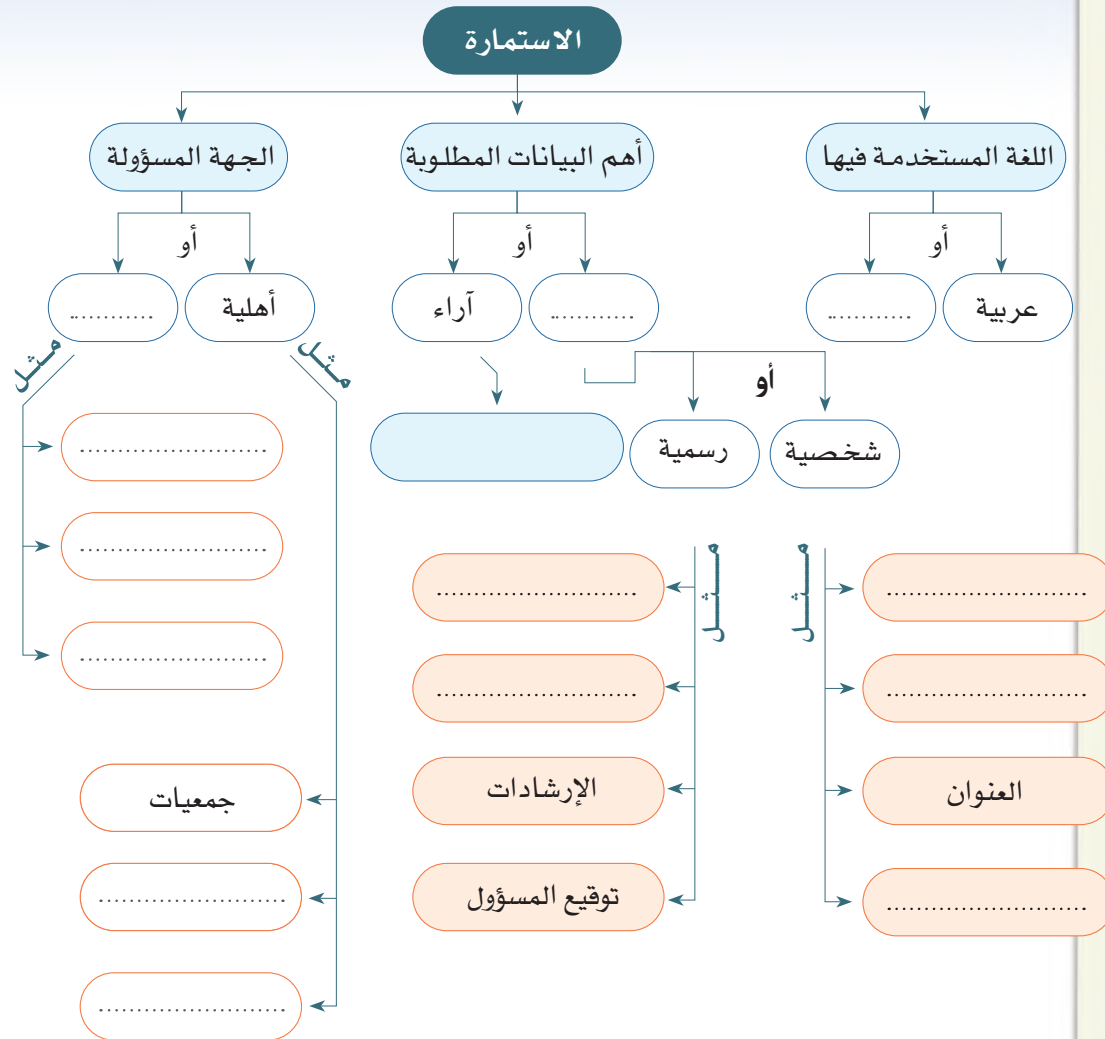 الاستمارة
اللغة المستخدمة فيها
أهم البيانات المطلوبة
الجهة المسؤولة
أو
أو
أو
عربية
............
............
آراء
أهلية
............
مثل
مثل
أو
شخصية
رسمية
.........................
.........................
.........................
مثل
مثل
...........................
...........................
...........................
...........................
العنوان
الإرشادات
جمعيات
...........................
توقيع المسؤول
.........................
.........................